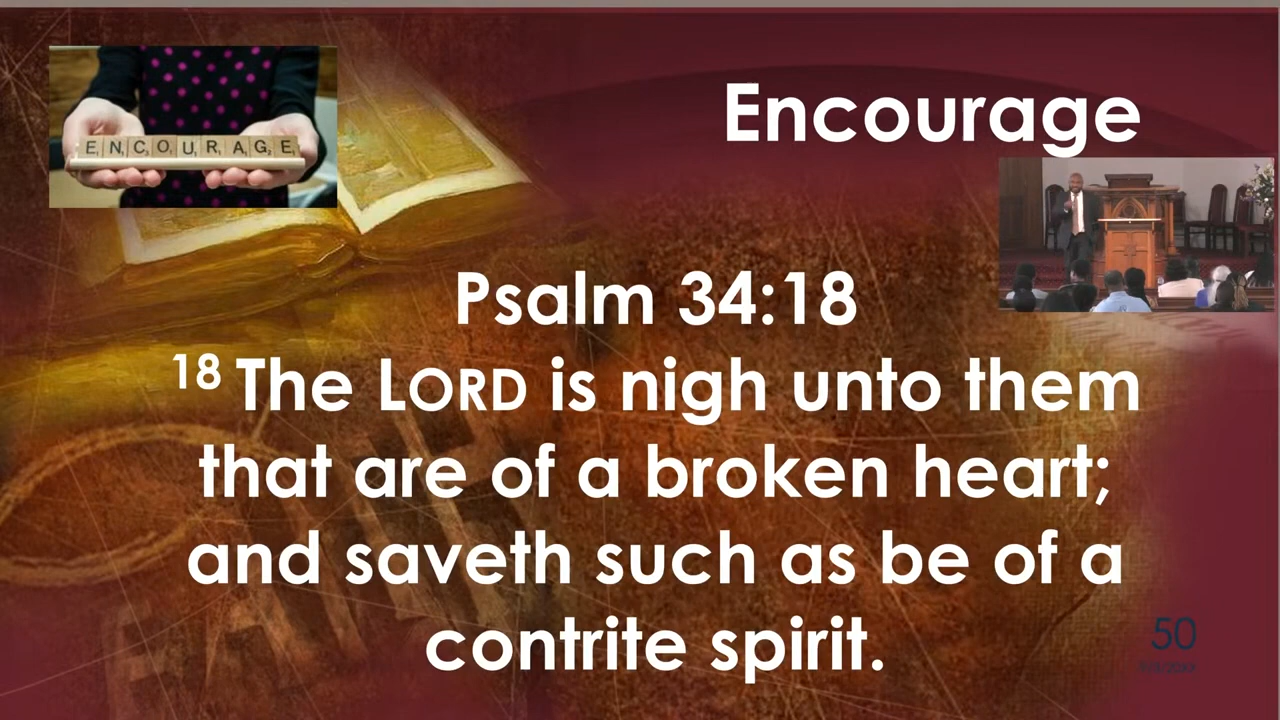 Encourage
E N C O U R A G E
Psalm 34:18
18 The LORD is nigh unto them
that are of a broken heart;
and saveth such as be of a
contrite spirit.
50